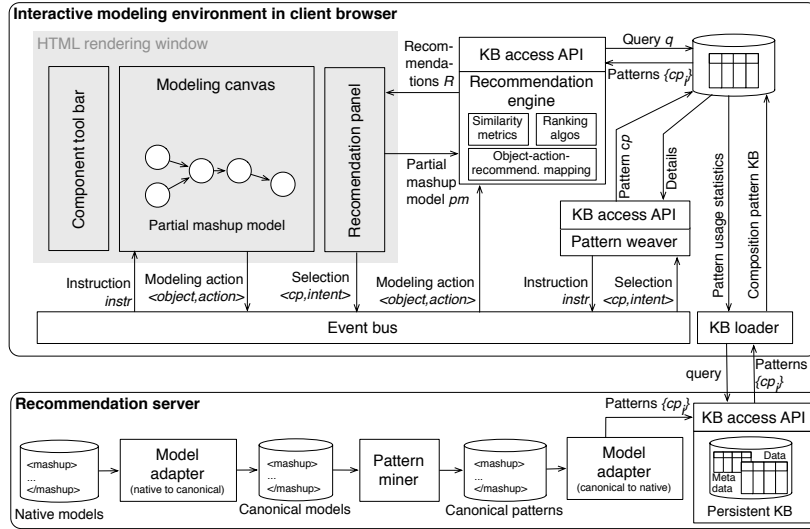 Interactive modeling environment in client browser
HTML rendering window
Component tool bar
Modeling canvas
Partial mashup model
Recomendation panel
Recom-
menda-
tions R
Partial
mashup
model pm
KB access API
Recommendation
engine
Similarity
metrics
Ranking
algos
Object-action-
recommend. mapping
Query q
Patterns {cpi}
Pattern cp
Details
KB access API
Pattern weaver
Pattern usage statistics
Composition pattern KB
Instruction
instr
Modeling action
<object,action>
Selection
<cp,intent>
Modeling action
<object,action>
Instruction
instr
Selection
<cp,intent>
Event bus
KB loader
query
Patterns
{cpi}
Recommendation server
Patterns {cpi}
KB access API
<mashup>
...
</mashup>
Native models
Model
adapter
(native to canonical)
<mashup>
...
</mashup>
Canonical models
Pattern
miner
<mashup>
...
</mashup>
Canonical patterns
Model
adapter
(canonical to native)
Data
Meta
data
Persistent KB